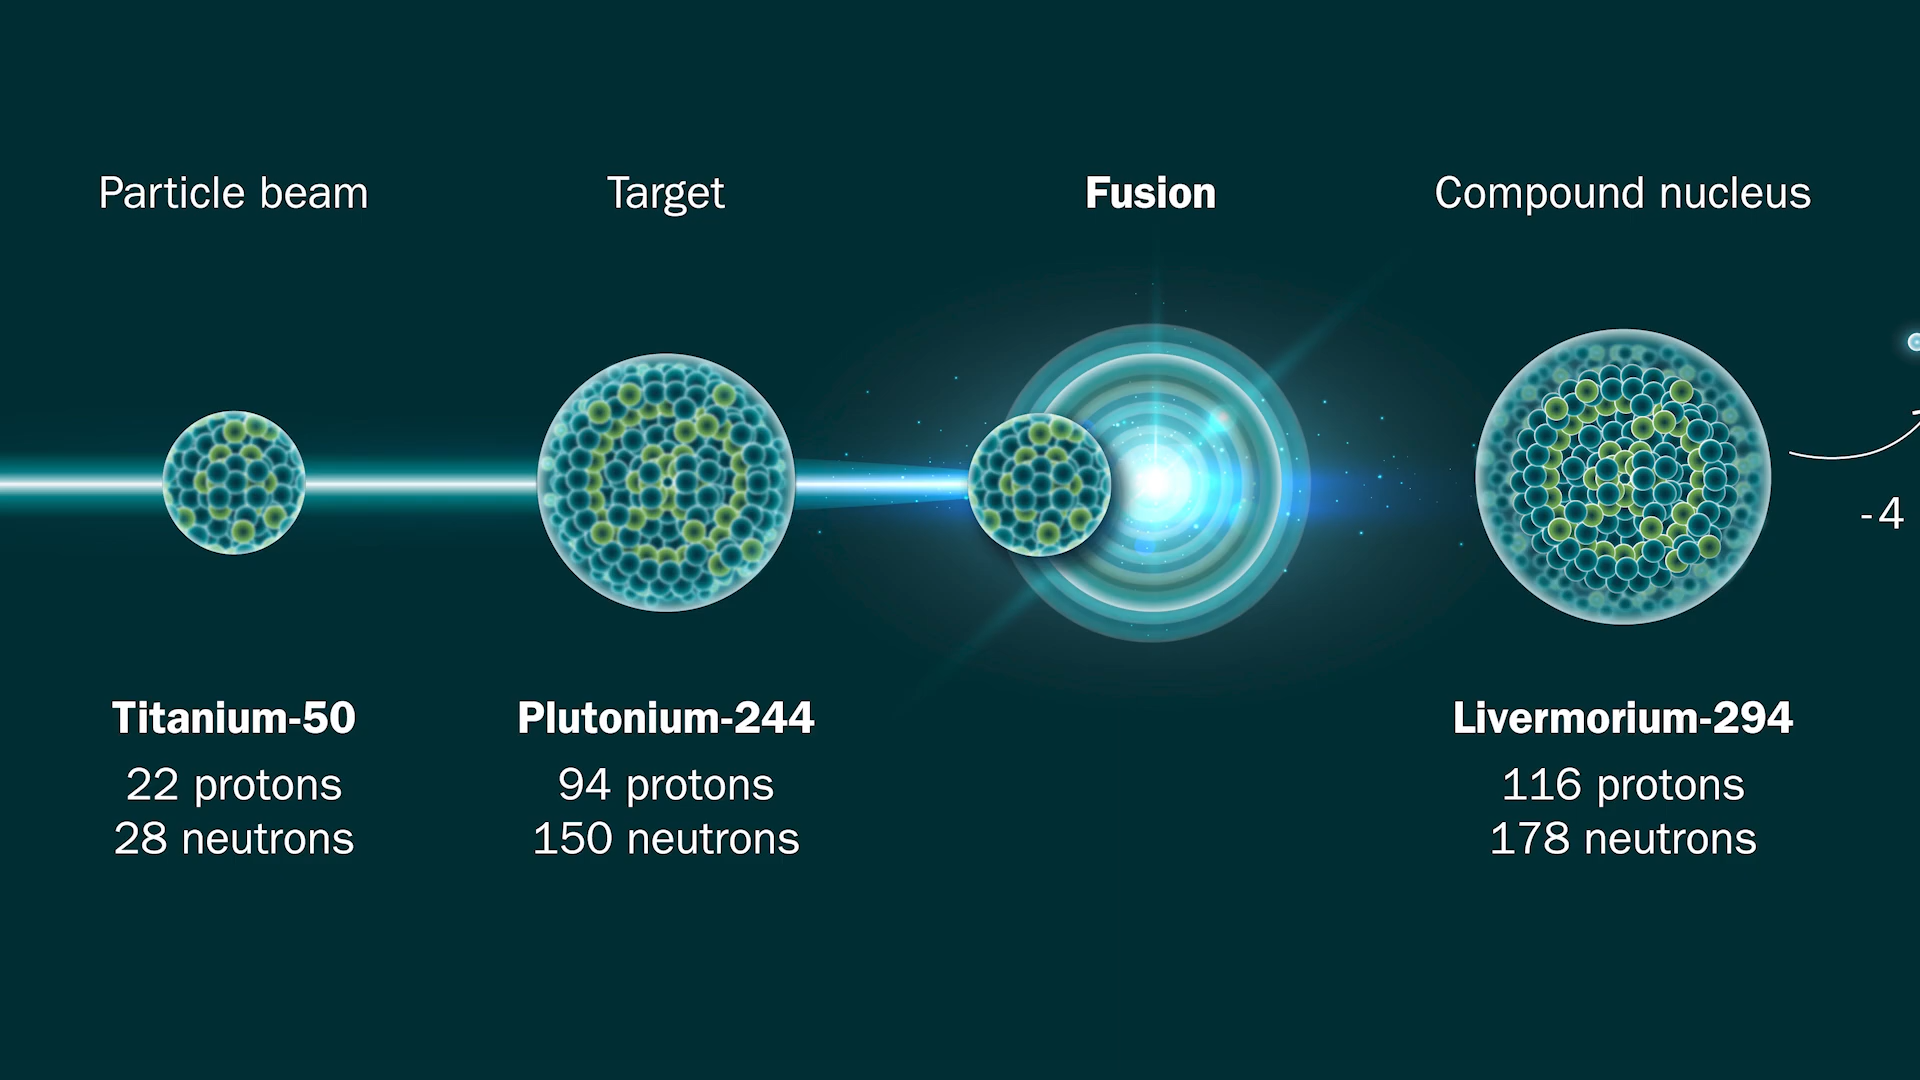 Particle beam
Target
Fusion
Compound nucleus
-4
Titanium-50
22 protons
28 neutrons
Plutonium-244
94 protons
150 neutrons
Livermorium-294
116 protons
178 neutrons